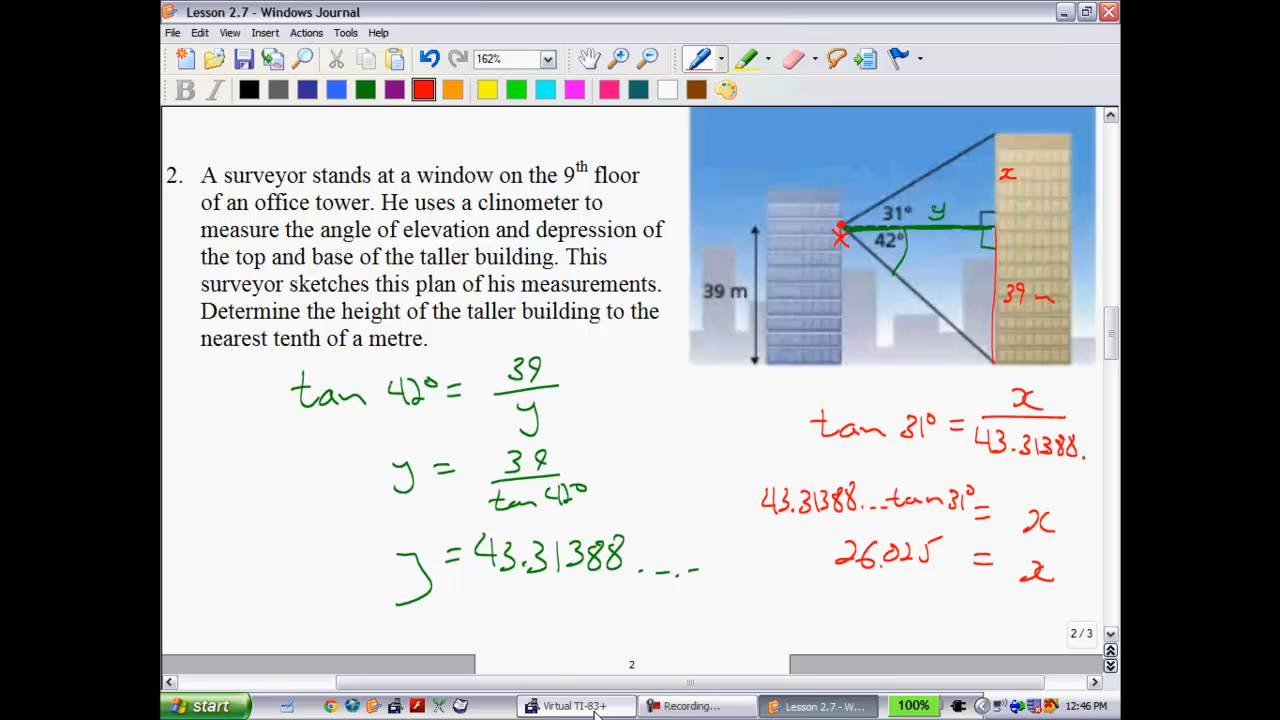 Lesson 2.7 - Windows Journal
File Edit View Insert Actions Tools Help
162%
B I
2. A surveyor stands at a window on the 9th floor
of an office tower. He uses a clinometer to
measure the angle of elevation and depression of
the top and base of the taller building. This
surveyor sketches this plan of his measurements.
Determine the height of the taller building to the
nearest tenth of a metre.
x
31° y
42°
39 m
39 m
tan 42° = 39/y
y = 39/tan 42°
y = 43.31388.....
tan 31° = x/43.31388.
43.31388...tan 31° = x
26.025 = x
2 / 3
2
start
Virtual TI-83+
Recording...
Lesson 2.7 - W...
100%
12:46 PM